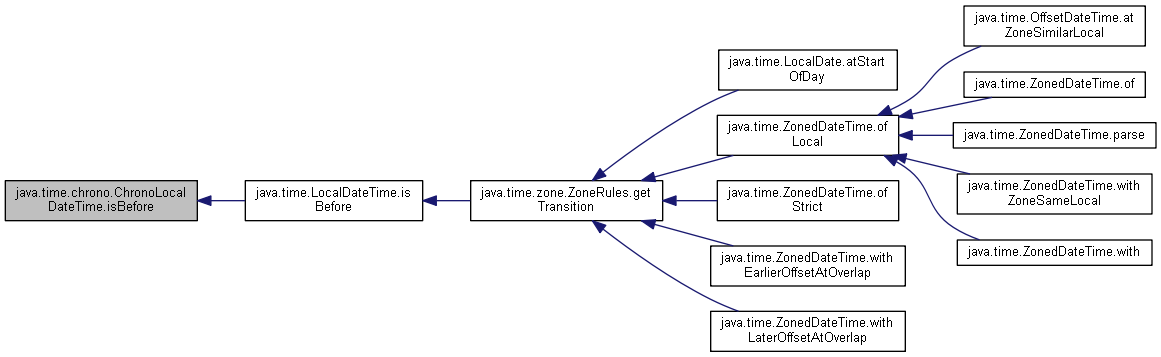 java.time.chrono.ChronoLocal
DateTime.isBefore
java.time.LocalDateTime.is
Before
java.time.zone.ZoneRules.get
Transition
java.time.LocalDate.atStart
OfDay
java.time.ZonedDateTime.of
Local
java.time.ZonedDateTime.of
Strict
java.time.ZonedDateTime.with
EarlierOffsetAtOverlap
java.time.ZonedDateTime.with
LaterOffsetAtOverlap
java.time.OffsetDateTime.at
ZoneSimilarLocal
java.time.ZonedDateTime.of
java.time.ZonedDateTime.parse
java.time.ZonedDateTime.with
ZoneSameLocal
java.time.ZonedDateTime.with